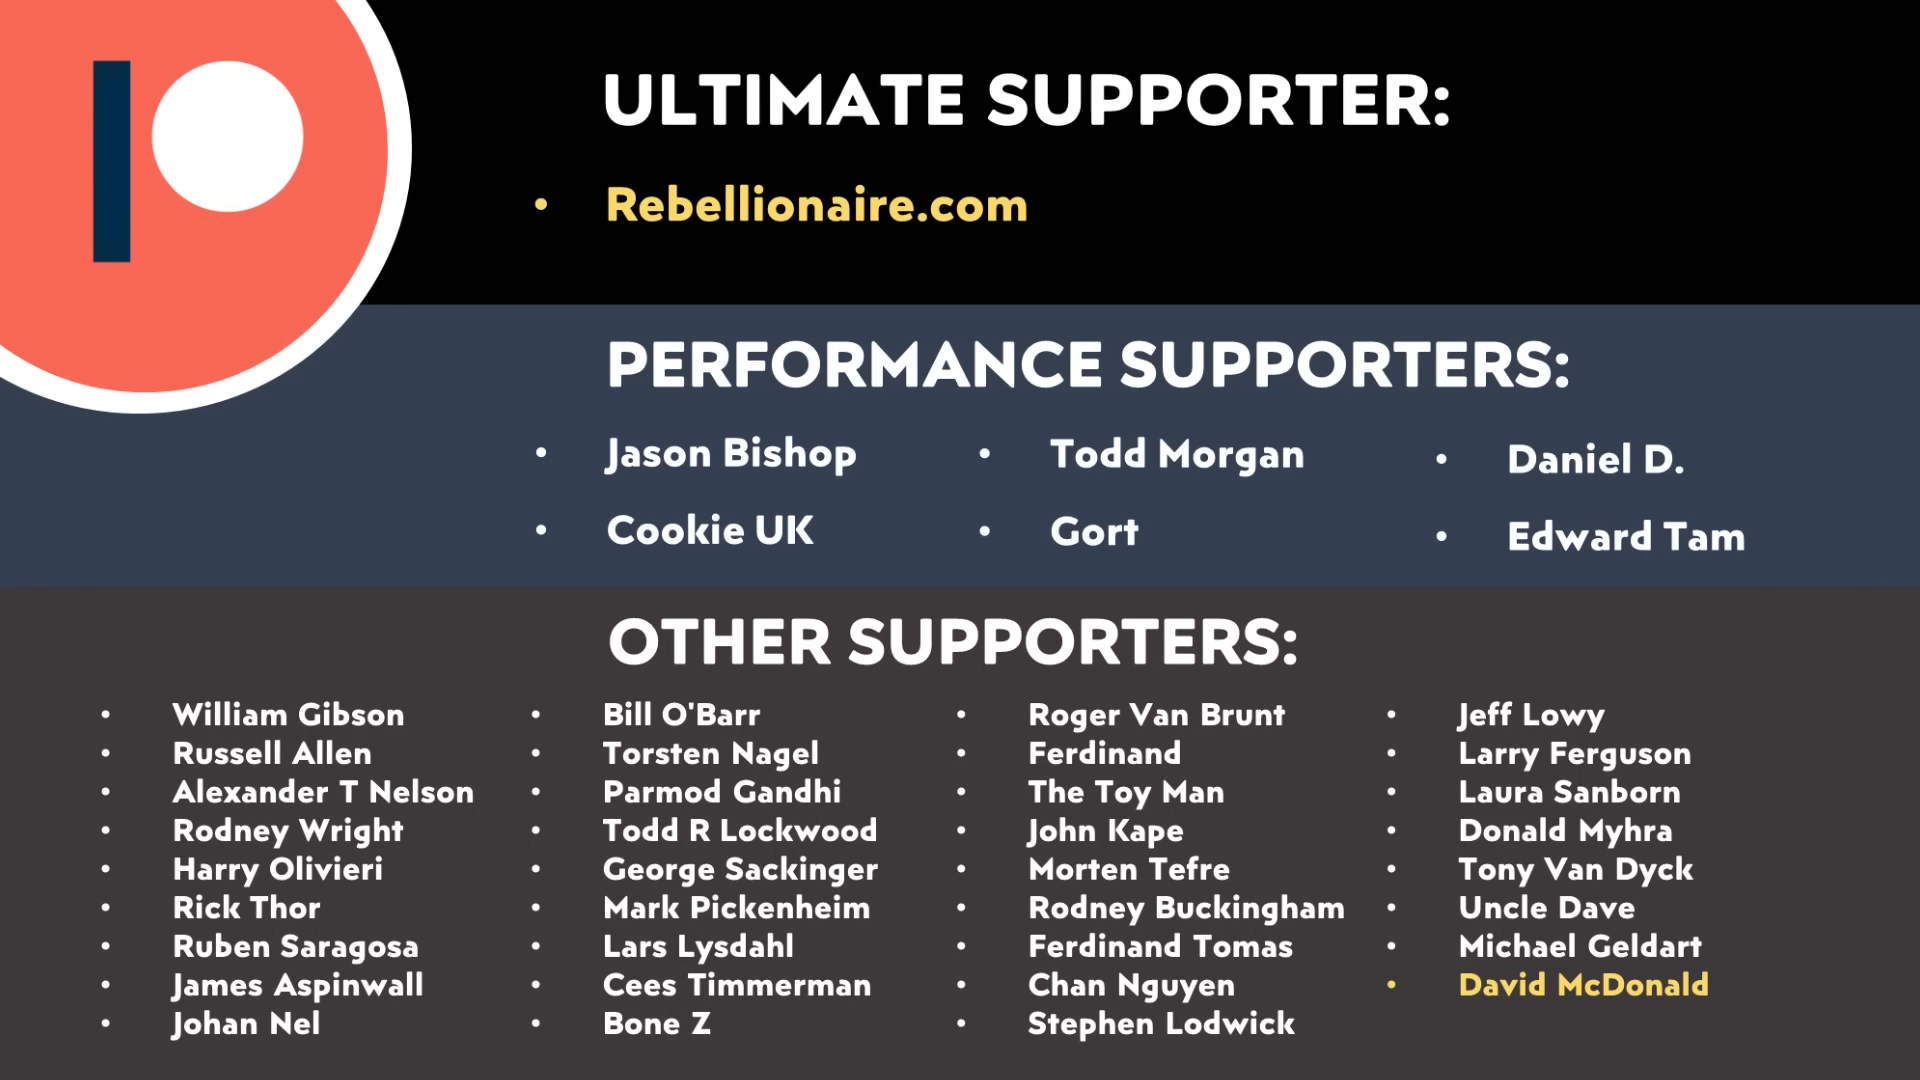 ULTIMATE SUPPORTER:
• Rebellionaire.com
PERFORMANCE SUPPORTERS:
• Jason Bishop
• Cookie UK
• Todd Morgan
• Gort
• Daniel D.
• Edward Tam
OTHER SUPPORTERS:
• William Gibson
• Russell Allen
• Alexander T Nelson
• Rodney Wright
• Harry Olivieri
• Rick Thor
• Ruben Saragosa
• James Aspinwall
• Johan Nel
• Bill O'Barr
• Torsten Nagel
• Parmod Gandhi
• Todd R Lockwood
• George Sackinger
• Mark Pickenheim
• Lars Lysdahl
• Cees Timmerman
• Bone Z
• Roger Van Brunt
• Ferdinand
• The Toy Man
• John Kape
• Morten Tefre
• Rodney Buckingham
• Ferdinand Tomas
• Chan Nguyen
• Stephen Lodwick
• Jeff Lowy
• Larry Ferguson
• Laura Sanborn
• Donald Myhra
• Tony Van Dyck
• Uncle Dave
• Michael Geldart
• David McDonald